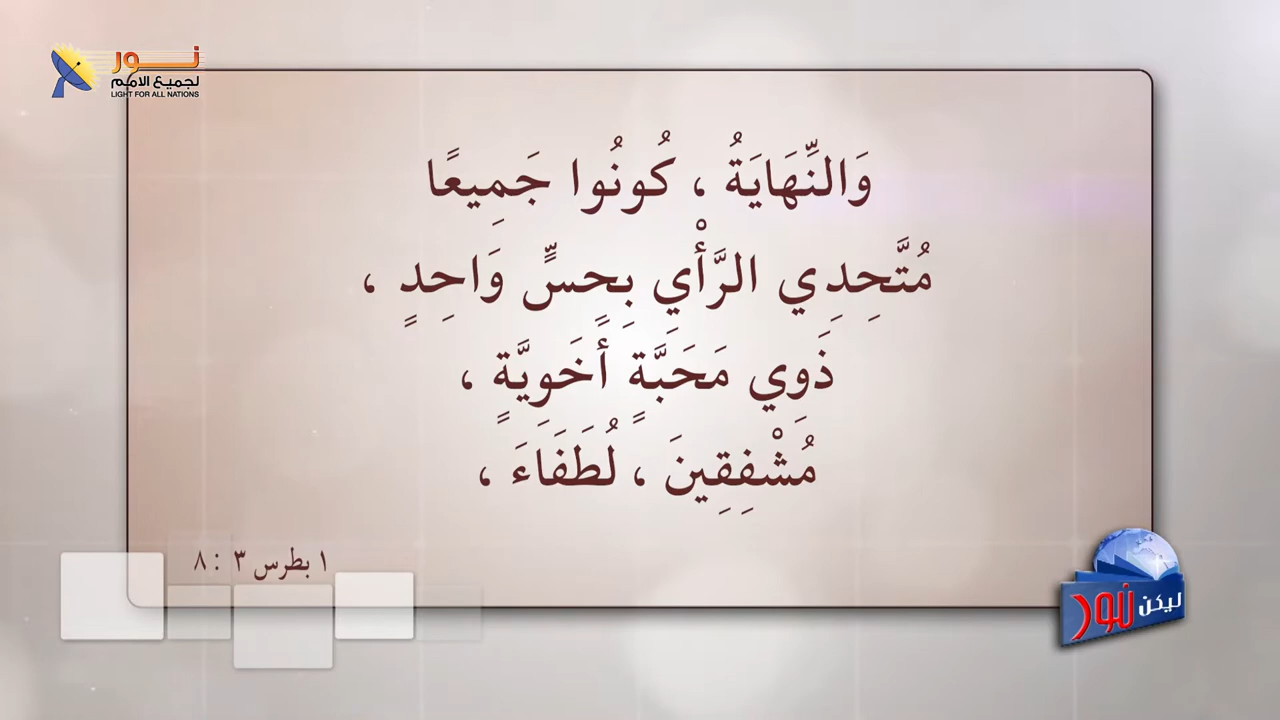 نور
لجميع الامم
LIGHT FOR ALL NATIONS
وَالنِّهَايَةُ ، كُونُوا جَمِيعًا
مُتَّحِدِي الرَّأْيِ بِحِسٍّ وَاحِدٍ ،
ذَوِي مَحَبَّةٍ أَخَوِيَّةٍ ،
مُشْفِقِينَ ، لُطَفَاءَ ،
١ بطرس ٣ : ٨
ليكن نور